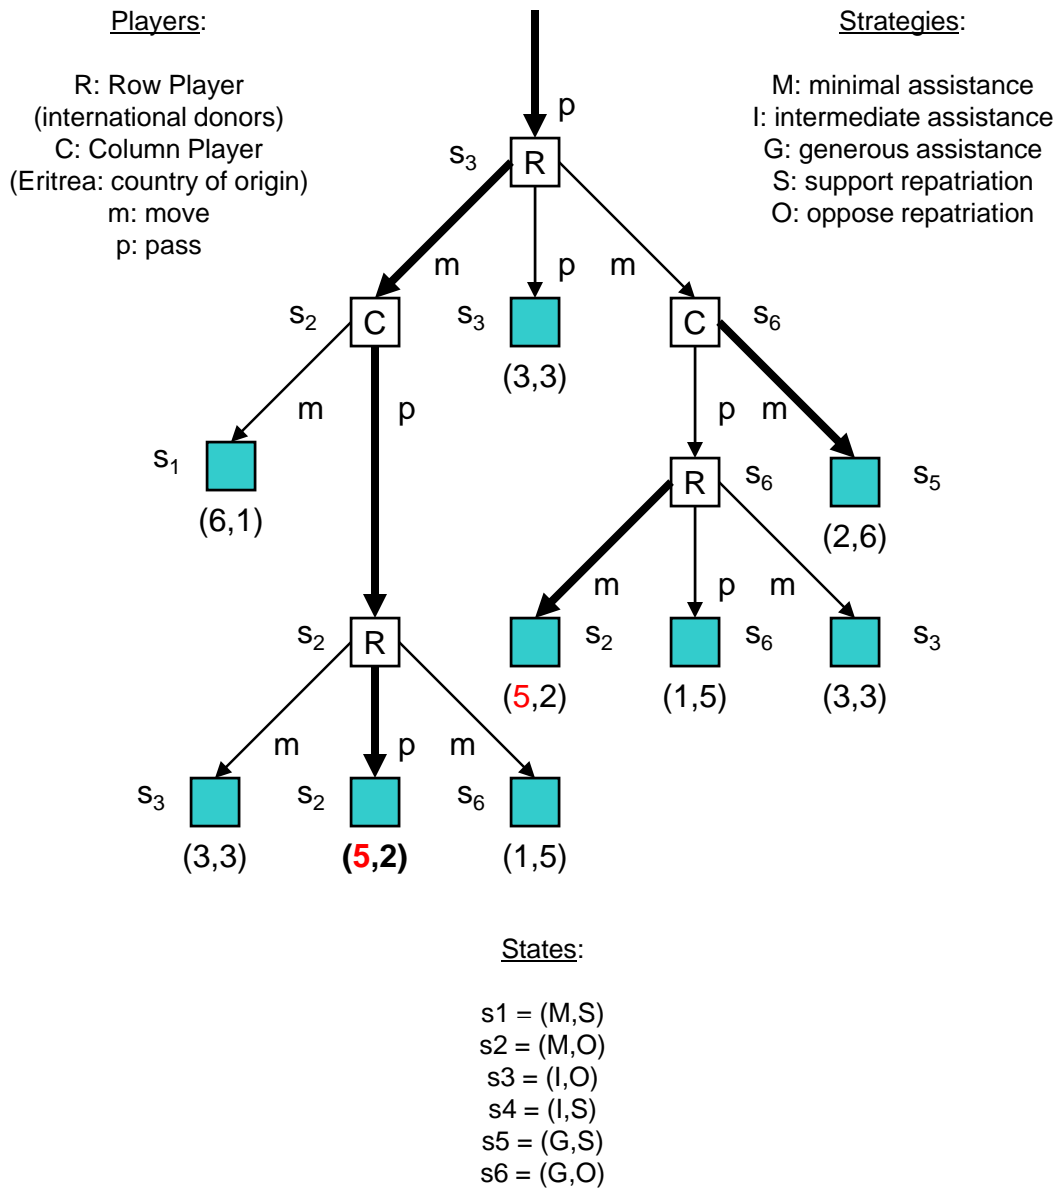 Players:
R: Row Player
(international donors)
C: Column Player
(Eritrea: country of origin)
m: move
p: pass
Strategies:
M: minimal assistance
I: intermediate assistance
G: generous assistance
S: support repatriation
O: oppose repatriation
p
s3 R
m p m
s2 C s3 C s6
(3,3)
m p p m
s1 R s6 s5
(6,1) (2,6)
m p m
s2 R s2 s6 s3
(5,2) (1,5) (3,3)
m p m
s3 s2 s6
(3,3) (5,2) (1,5)
States:
s1 = (M,S)
s2 = (M,O)
s3 = (I,O)
s4 = (I,S)
s5 = (G,S)
s6 = (G,O)